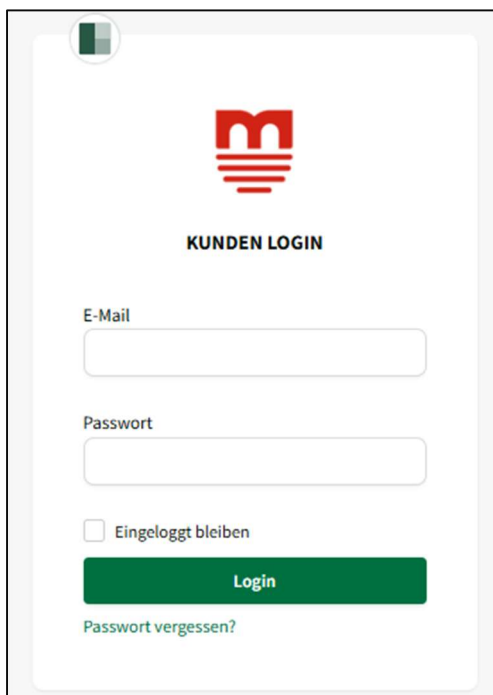 KUNDEN LOGIN
E-Mail
Passwort
Eingeloggt bleiben
Login
Passwort vergessen?